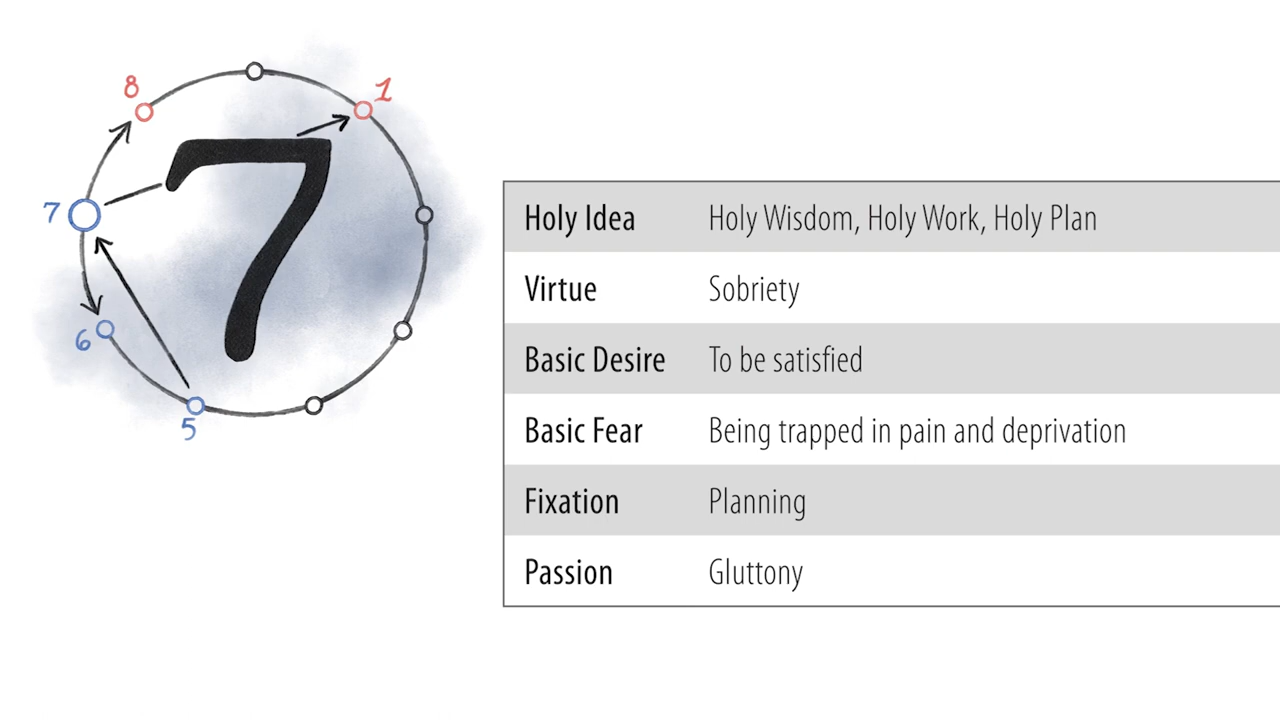 8
1
7
7
6
5
Holy Idea Holy Wisdom, Holy Work, Holy Plan
Virtue Sobriety
Basic Desire To be satisfied
Basic Fear Being trapped in pain and deprivation
Fixation Planning
Passion Gluttony